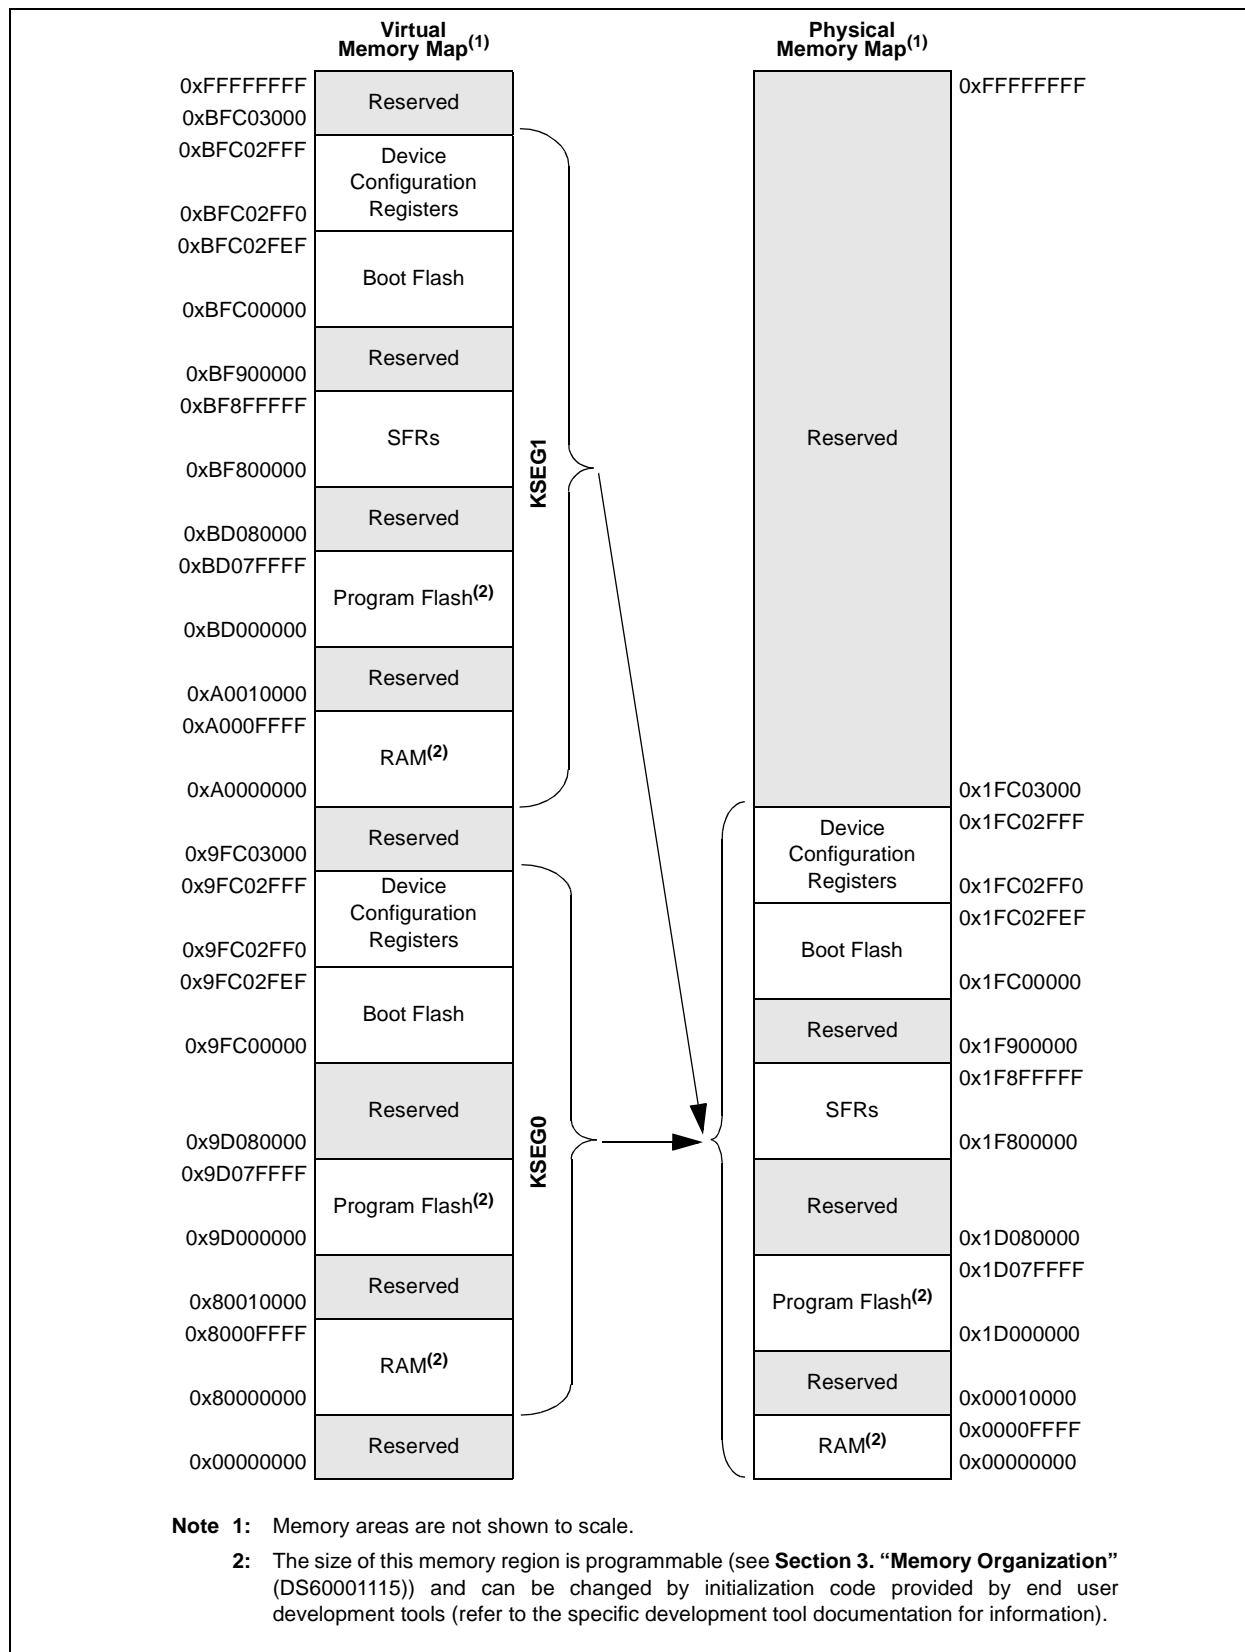 Virtual
Memory Map(1)
0xFFFFFFFF
Reserved
0xBFC03000
0xBFC02FFF
Device
Configuration
Registers
0xBFC02FF0
0xBFC02FEF
Boot Flash
0xBFC00000
Reserved
0xBF900000
0xBF8FFFFF
SFRs
0xBF800000
Reserved
0xBD080000
0xBD07FFFF
Program Flash(2)
0xBD000000
Reserved
0xA0010000
0xA000FFFF
RAM(2)
0xA0000000
Reserved
0x9FC03000
0x9FC02FFF
Device
Configuration
Registers
0x9FC02FF0
0x9FC02FEF
Boot Flash
0x9FC00000
Reserved
0x9D080000
0x9D07FFFF
Program Flash(2)
0x9D000000
Reserved
0x80010000
0x8000FFFF
RAM(2)
0x80000000
Reserved
0x00000000
KSEG1
KSEG0
Physical
Memory Map(1)
0xFFFFFFFF
Reserved
0x1FC03000
0x1FC02FFF
Device
Configuration
Registers
0x1FC02FF0
0x1FC02FEF
Boot Flash
0x1FC00000
Reserved
0x1F900000
0x1F8FFFFF
SFRs
0x1F800000
Reserved
0x1D080000
0x1D07FFFF
Program Flash(2)
0x1D000000
Reserved
0x00010000
0x0000FFFF
RAM(2)
0x00000000
Note 1: Memory areas are not shown to scale.
2: The size of this memory region is programmable (see Section 3. “Memory Organization”
(DS60001115)) and can be changed by initialization code provided by end user
development tools (refer to the specific development tool documentation for information).